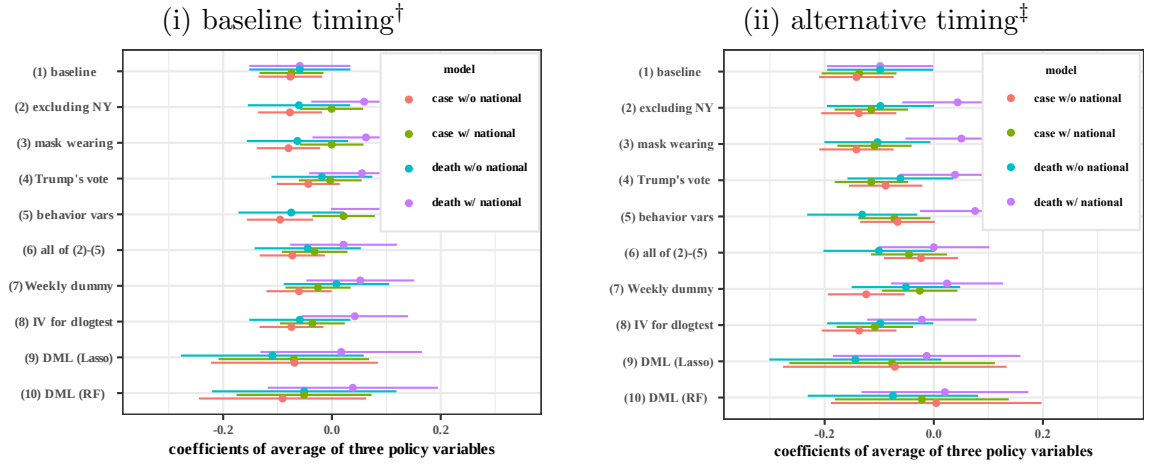 (i) baseline timing†
(1) baseline
(2) excluding NY
(3) mask wearing
(4) Trump's vote
(5) behavior vars
(6) all of (2)-(5)
(7) Weekly dummy
(8) IV for dlogtest
(9) DML (Lasso)
(10) DML (RF)
model
case w/o national
case w/ national
death w/o national
death w/ national
-0.2 0.0 0.2
coefficients of average of three policy variables
(ii) alternative timing‡
(1) baseline
(2) excluding NY
(3) mask wearing
(4) Trump's vote
(5) behavior vars
(6) all of (2)-(5)
(7) Weekly dummy
(8) IV for dlogtest
(9) DML (Lasso)
(10) DML (RF)
model
case w/o national
case w/ national
death w/o national
death w/ national
-0.2 0.0 0.2
coefficients of average of three policy variables